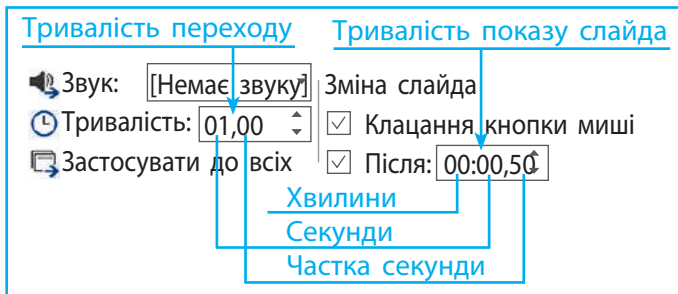 Тривалість переходу
Тривалість показу слайда
Звук: [Немає звуку] Зміна слайда
Тривалість: 01,00 Клацання кнопки миші
Застосувати до всіх Після: 00:00,50
Хвилини
Секунди
Частка секунди